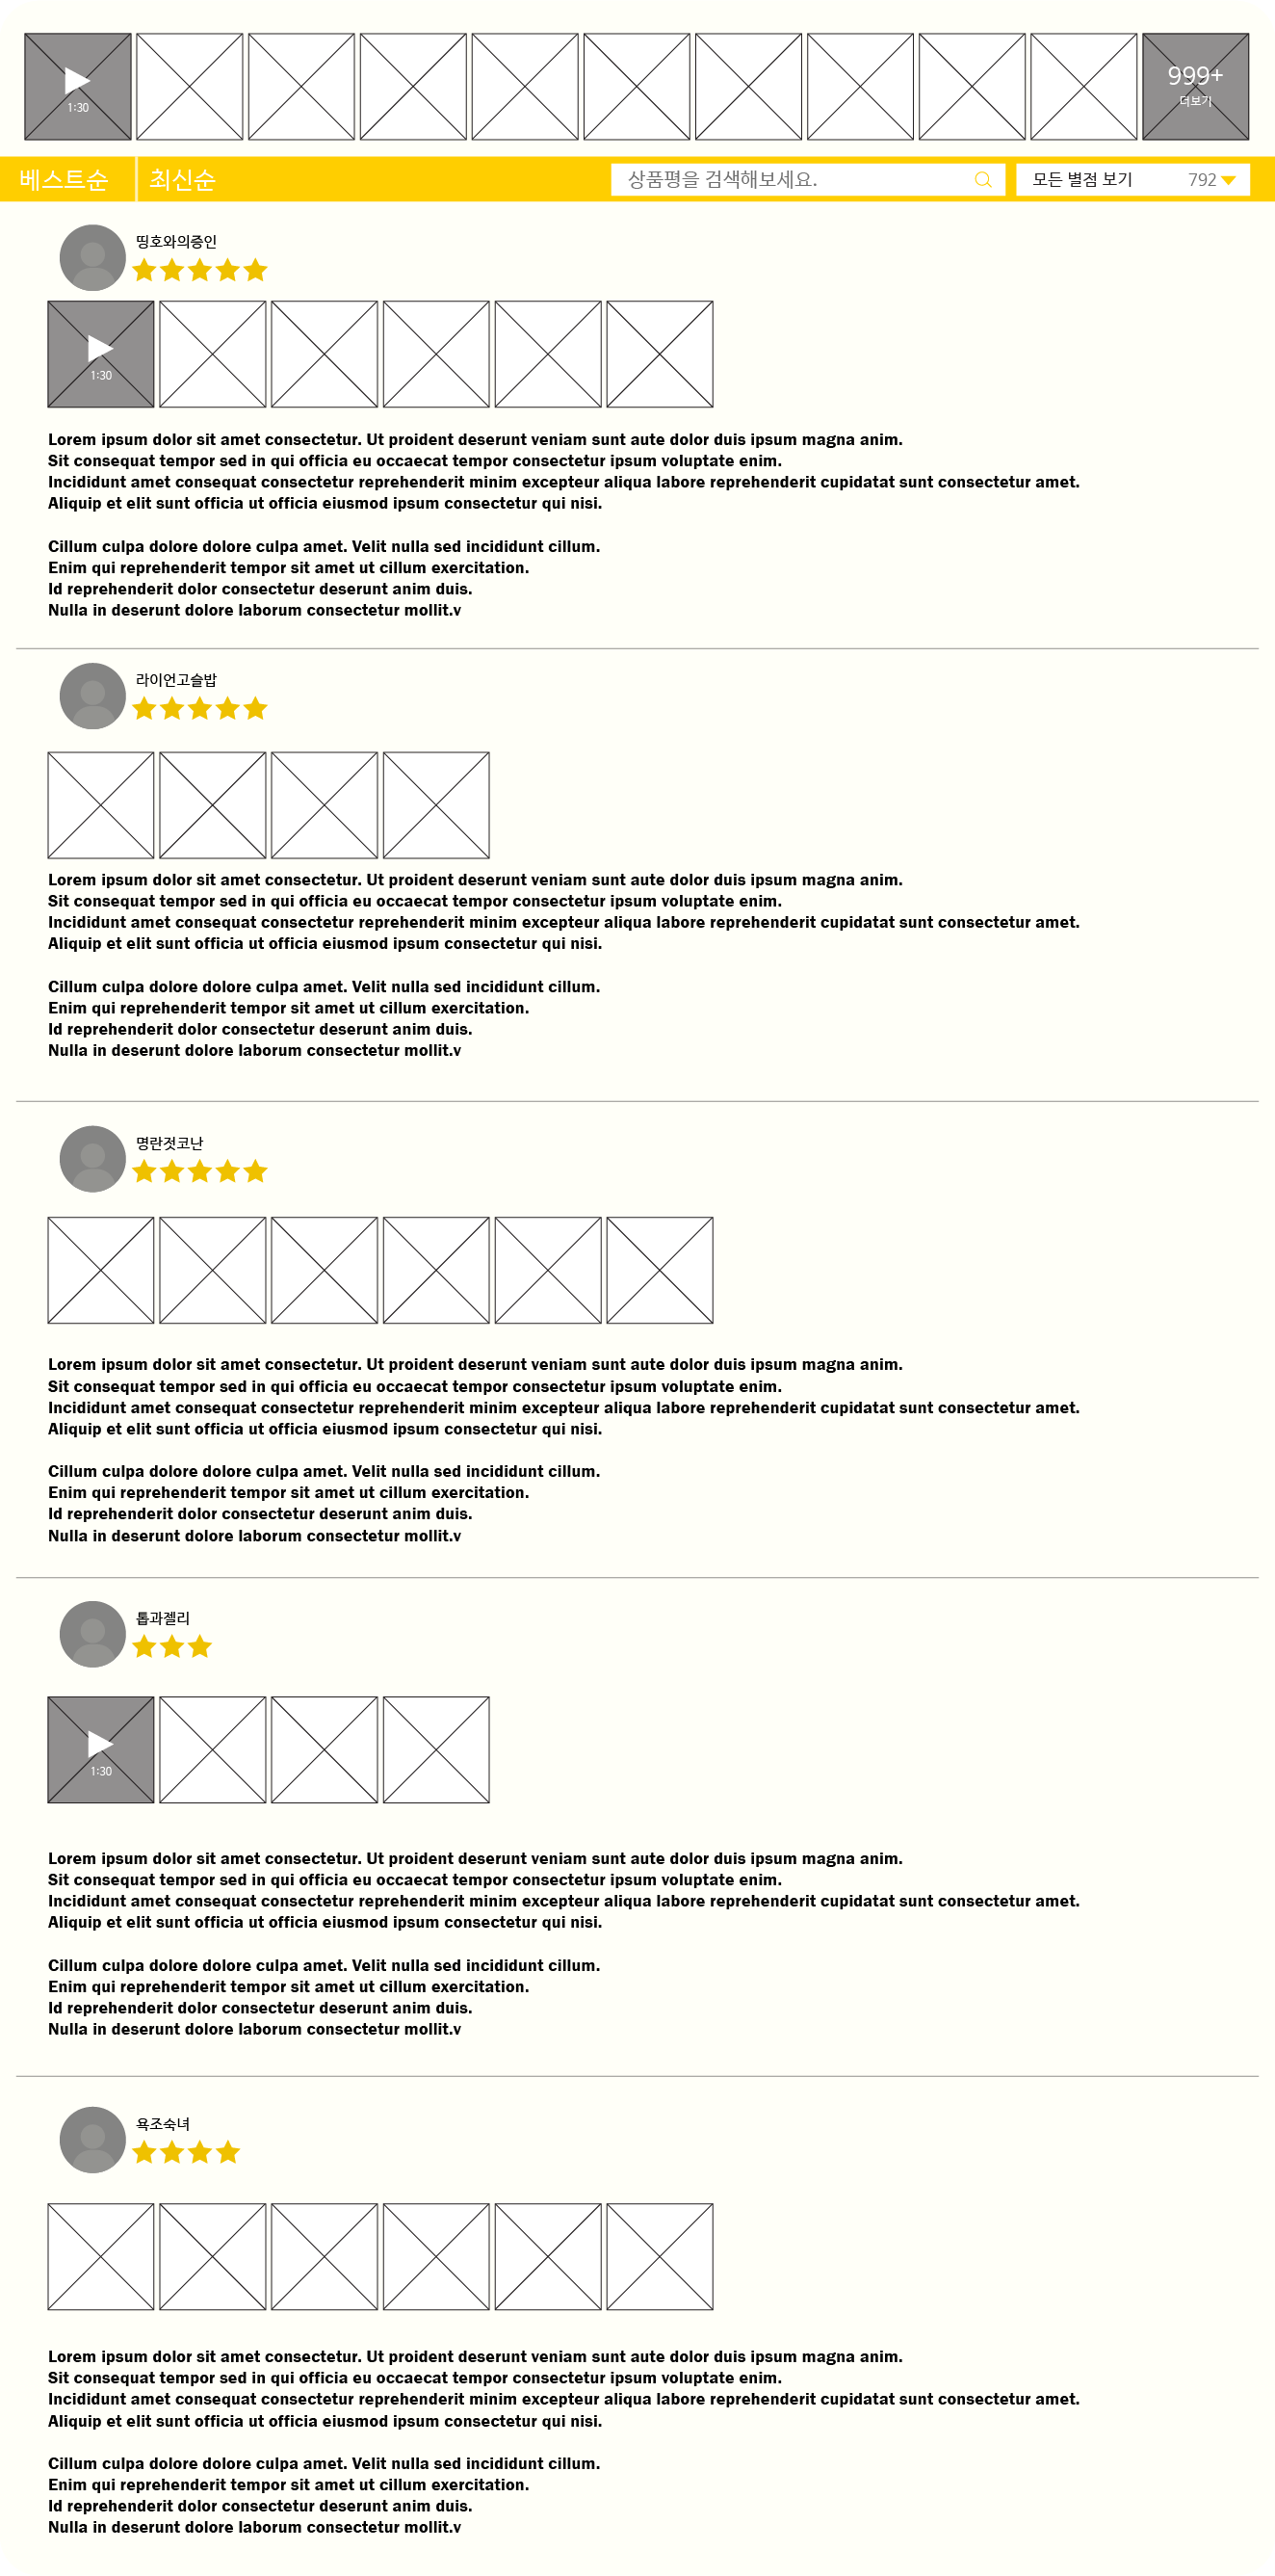 1:30
999+
더보기
베스트순
최신순
상품평을 검색해보세요.
모든 별점 보기
792
띵호와의증인
1:30
Lorem ipsum dolor sit amet consectetur. Ut proident deserunt veniam sunt aute dolor duis ipsum magna anim.
Sit consequat tempor sed in qui officia eu occaecat tempor consectetur ipsum voluptate enim.
Incididunt amet consequat consectetur reprehenderit minim excepteur aliqua labore reprehenderit cupidatat sunt consectetur amet.
Aliquip et elit sunt officia ut officia eiusmod ipsum consectetur qui nisi.
Cillum culpa dolore dolore culpa amet. Velit nulla sed incididunt cillum.
Enim qui reprehenderit tempor sit amet ut cillum exercitation.
Id reprehenderit dolor consectetur deserunt anim duis.
Nulla in deserunt dolore laborum consectetur mollit.v
라이언고슬밥
Lorem ipsum dolor sit amet consectetur. Ut proident deserunt veniam sunt aute dolor duis ipsum magna anim.
Sit consequat tempor sed in qui officia eu occaecat tempor consectetur ipsum voluptate enim.
Incididunt amet consequat consectetur reprehenderit minim excepteur aliqua labore reprehenderit cupidatat sunt consectetur amet.
Aliquip et elit sunt officia ut officia eiusmod ipsum consectetur qui nisi.
Cillum culpa dolore dolore culpa amet. Velit nulla sed incididunt cillum.
Enim qui reprehenderit tempor sit amet ut cillum exercitation.
Id reprehenderit dolor consectetur deserunt anim duis.
Nulla in deserunt dolore laborum consectetur mollit.v
명란젓코난
Lorem ipsum dolor sit amet consectetur. Ut proident deserunt veniam sunt aute dolor duis ipsum magna anim.
Sit consequat tempor sed in qui officia eu occaecat tempor consectetur ipsum voluptate enim.
Incididunt amet consequat consectetur reprehenderit minim excepteur aliqua labore reprehenderit cupidatat sunt consectetur amet.
Aliquip et elit sunt officia ut officia eiusmod ipsum consectetur qui nisi.
Cillum culpa dolore dolore culpa amet. Velit nulla sed incididunt cillum.
Enim qui reprehenderit tempor sit amet ut cillum exercitation.
Id reprehenderit dolor consectetur deserunt anim duis.
Nulla in deserunt dolore laborum consectetur mollit.v
톱과젤리
1:30
Lorem ipsum dolor sit amet consectetur. Ut proident deserunt veniam sunt aute dolor duis ipsum magna anim.
Sit consequat tempor sed in qui officia eu occaecat tempor consectetur ipsum voluptate enim.
Incididunt amet consequat consectetur reprehenderit minim excepteur aliqua labore reprehenderit cupidatat sunt consectetur amet.
Aliquip et elit sunt officia ut officia eiusmod ipsum consectetur qui nisi.
Cillum culpa dolore dolore culpa amet. Velit nulla sed incididunt cillum.
Enim qui reprehenderit tempor sit amet ut cillum exercitation.
Id reprehenderit dolor consectetur deserunt anim duis.
Nulla in deserunt dolore laborum consectetur mollit.v
욕조숙녀
Lorem ipsum dolor sit amet consectetur. Ut proident deserunt veniam sunt aute dolor duis ipsum magna anim.
Sit consequat tempor sed in qui officia eu occaecat tempor consectetur ipsum voluptate enim.
Incididunt amet consequat consectetur reprehenderit minim excepteur aliqua labore reprehenderit cupidatat sunt consectetur amet.
Aliquip et elit sunt officia ut officia eiusmod ipsum consectetur qui nisi.
Cillum culpa dolore dolore culpa amet. Velit nulla sed incididunt cillum.
Enim qui reprehenderit tempor sit amet ut cillum exercitation.
Id reprehenderit dolor consectetur deserunt anim duis.
Nulla in deserunt dolore laborum consectetur mollit.v